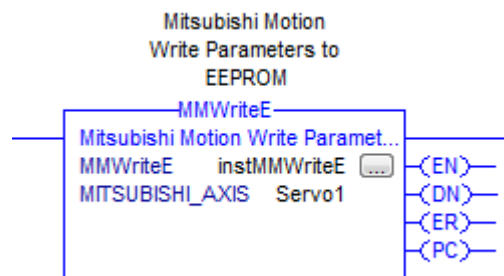 Mitsubishi Motion
Write Parameters to
EEPROM
MMWriteE
Mitsubishi Motion Write Paramet...
MMWriteE instMMWriteE ...
MITSUBISHI_AXIS Servo1
EN
DN
ER
PC